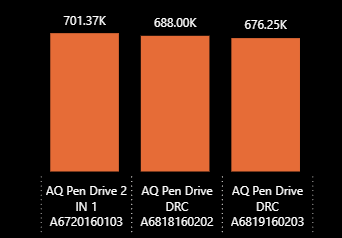 701.37K
688.00K
676.25K
AQ Pen Drive 2
IN 1
A6720160103
AQ Pen Drive
DRC
A6818160202
AQ Pen Drive
DRC
A6819160203